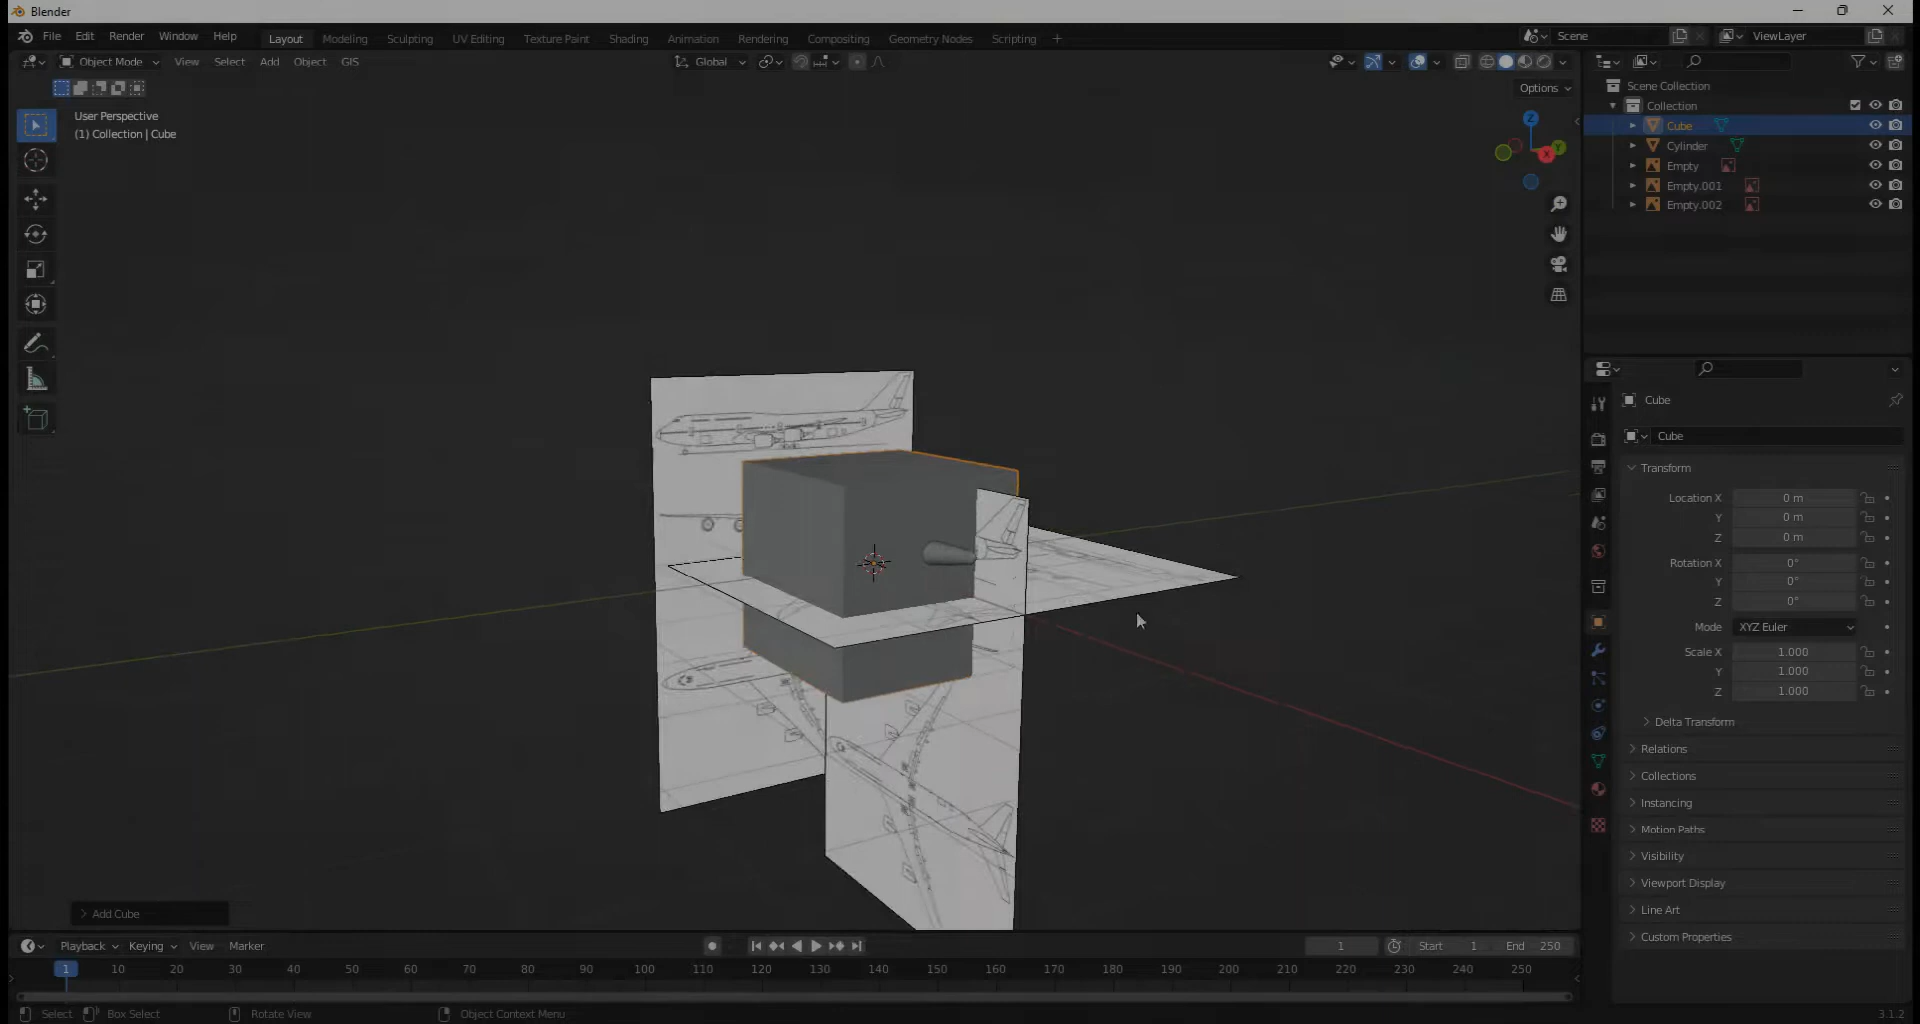 Blender
File Edit Render Window Help
Layout Modeling Sculpting UV Editing Texture Paint Shading Animation Rendering Compositing Geometry Nodes Scripting +
Scene
ViewLayer
Object Mode View Select Add Object GIS
Global
Options
User Perspective
(1) Collection | Cube
Z
Y
X
Scene Collection
Collection
Cube
Cylinder
Empty
Empty.001
Empty.002
Cube
Cube
Transform
Location X 0 m
Y 0 m
Z 0 m
Rotation X 0°
Y 0°
Z 0°
Mode XYZ Euler
Scale X 1.000
Y 1.000
Z 1.000
Delta Transform
Relations
Collections
Instancing
Motion Paths
Visibility
Viewport Display
Line Art
Custom Properties
Add Cube
Playback Keying View Marker
1 Start 1 End 250
1 10 20 30 40 50 60 70 80 90 100 110 120 130 140 150 160 170 180 190 200 210 220 230 240 250
Select Box Select Rotate View Object Context Menu
3.1.2